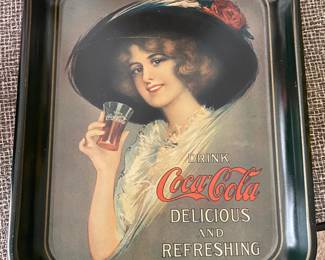 DRINK
Coca-Cola
DELICIOUS
AND
REFRESHING